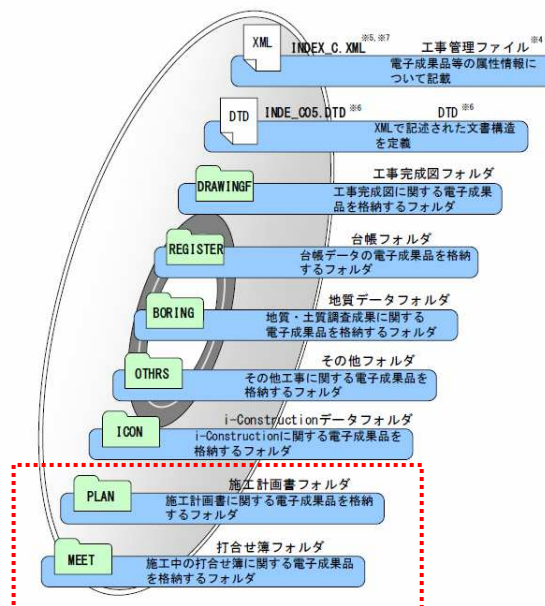 XML
INDEX_C.XML※5,※7
工事管理ファイル※4
電子成果品等の属性情報に
ついて記載
DTD
INDE_C05.DTD※6
DTD※6
XMLで記述された文書構造
を定義
工事完成図フォルダ
DRAWINGF
工事完成図に関する電子成果
品を格納するフォルダ
台帳フォルダ
REGISTER
台帳データの電子成果品を格納
するフォルダ
地質データフォルダ
BORING
地質・土質調査成果に関する
電子成果品を格納するフォルダ
その他フォルダ
OTHRS
その他工事に関する電子成果品を
格納するフォルダ
i-Constructionデータフォルダ
ICON
i-Constructionに関する電子成果品を
格納するフォルダ
施工計画書フォルダ
PLAN
施工計画書に関する電子成果品を格納
するフォルダ
打合せ簿フォルダ
MEET
施工中の打合せ簿に関する電子成果品
を格納するフォルダ